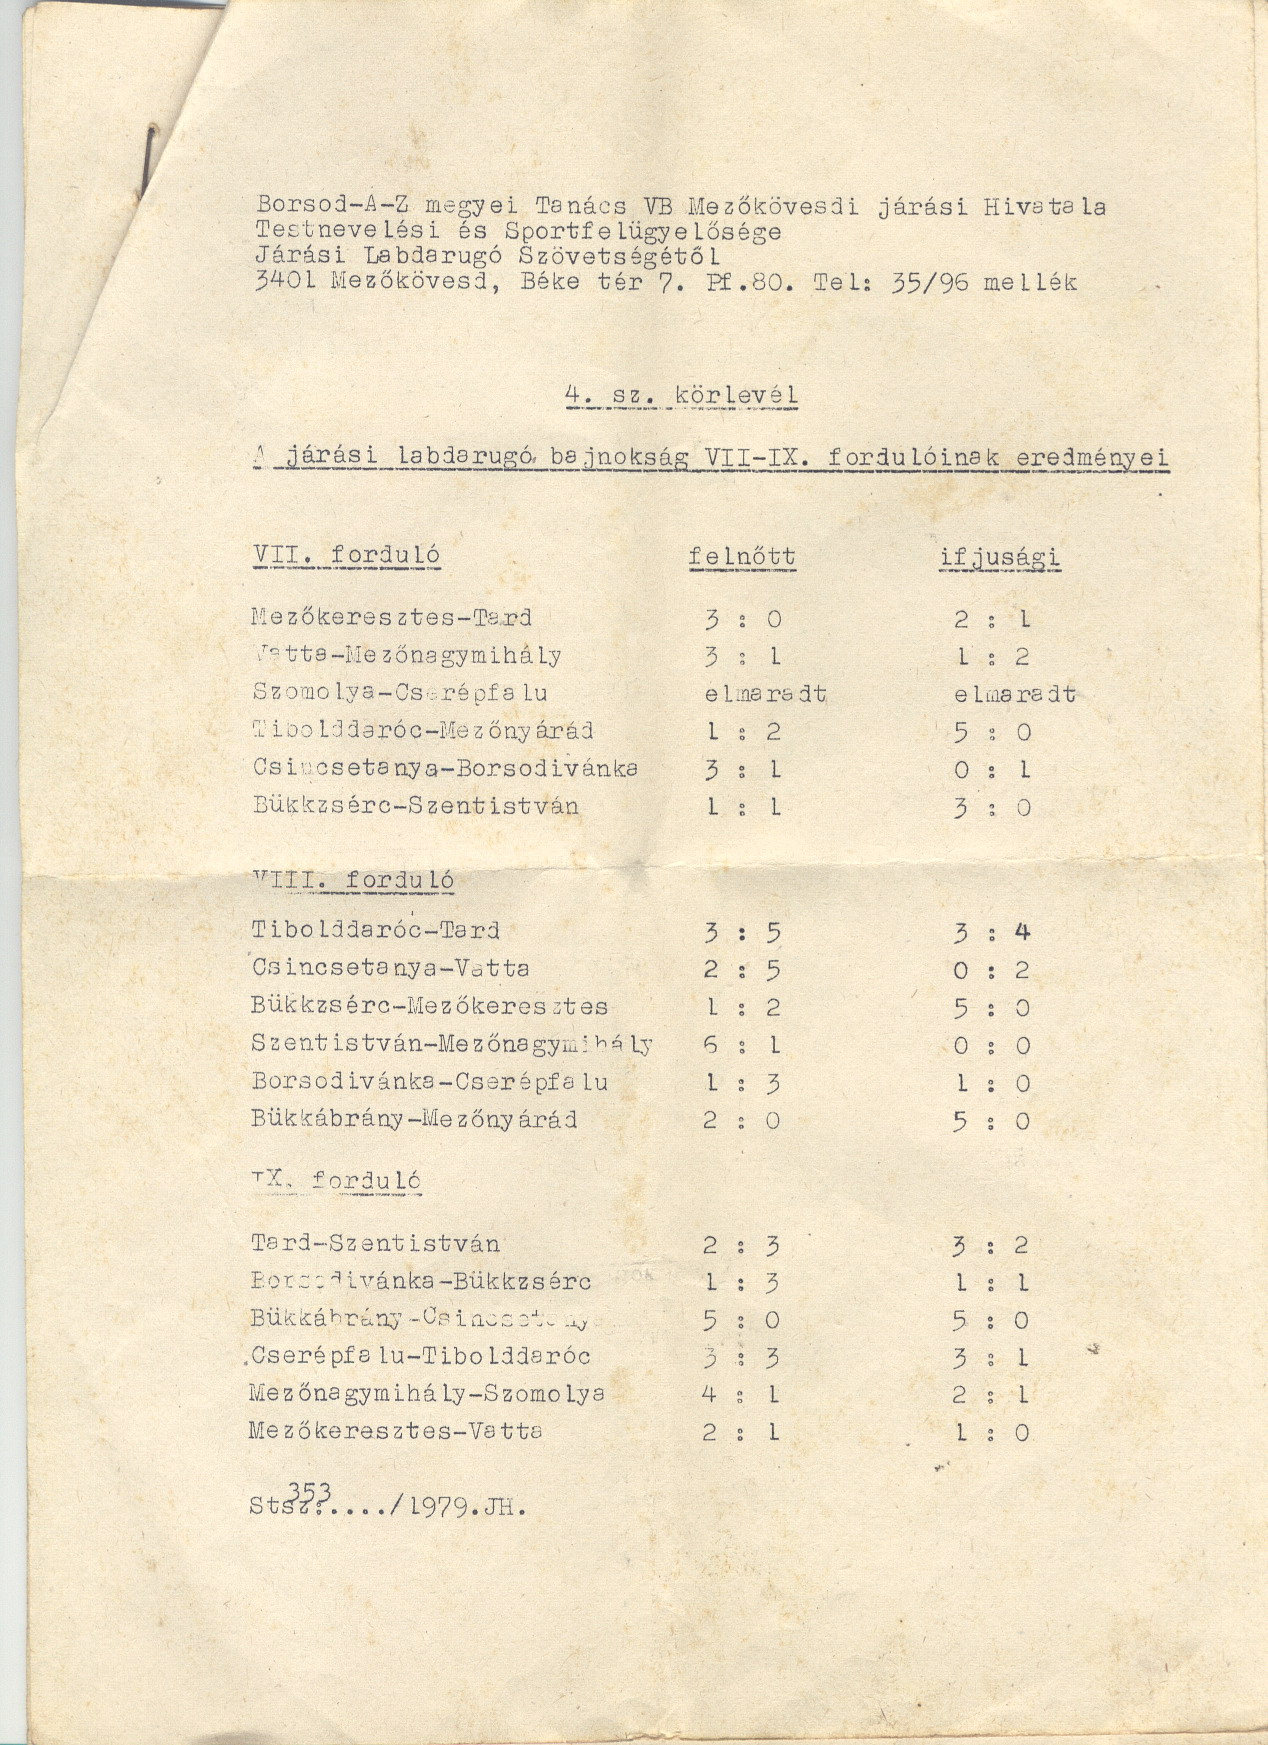 Borsod-A-Z megyei Tanács VB Mezőkövesdi járási Hivatala
Testnevelési és Sportfelügyelősége
Járási Labdarugó Szövetségétől
3401 Mezőkövesd, Béke tér 7. Pf.80. Tel: 35/96 mellék
4. sz. körlevél
A járási labdarugó bajnokság VII-IX. fordulóinak eredményei
VII. forduló felnőtt ifjusági
Mezőkeresztes-Tard 3 : 0 2 : 1
Vatta-Mezőnagymihály 3 : 1 1 : 2
Szomolya-Cserépfalu elmaradt elmaradt
Tibolddaróc-Mezőnyárád 1 : 2 5 : 0
Csincsetanya-Borsodivánka 3 : 1 0 : 1
Bükkzsérc-Szentistván 1 : 1 3 : 0
VIII. forduló
Tibolddaróc-Tard 3 : 5 3 : 4
Csincsetanya-Vatta 2 : 5 0 : 2
Bükkzsérc-Mezőkeresztes 1 : 2 5 : 0
Szentistván-Mezőnagymihály 6 : 1 0 : 0
Borsodivánka-Cserépfalu 1 : 3 1 : 0
Bükkábrány-Mezőnyárád 2 : 0 5 : 0
IX. forduló
Tard-Szentistván 2 : 3 3 : 2
Borsodivánka-Bükkzsérc 1 : 3 1 : 1
Bükkábrány-Csincsetanya 5 : 0 5 : 0
Cserépfalu-Tibolddaróc 3 : 3 3 : 1
Mezőnagymihály-Szomolya 4 : 1 2 : 1
Mezőkeresztes-Vatta 2 : 1 1 : 0
353
Stsz:..../1979.JH.